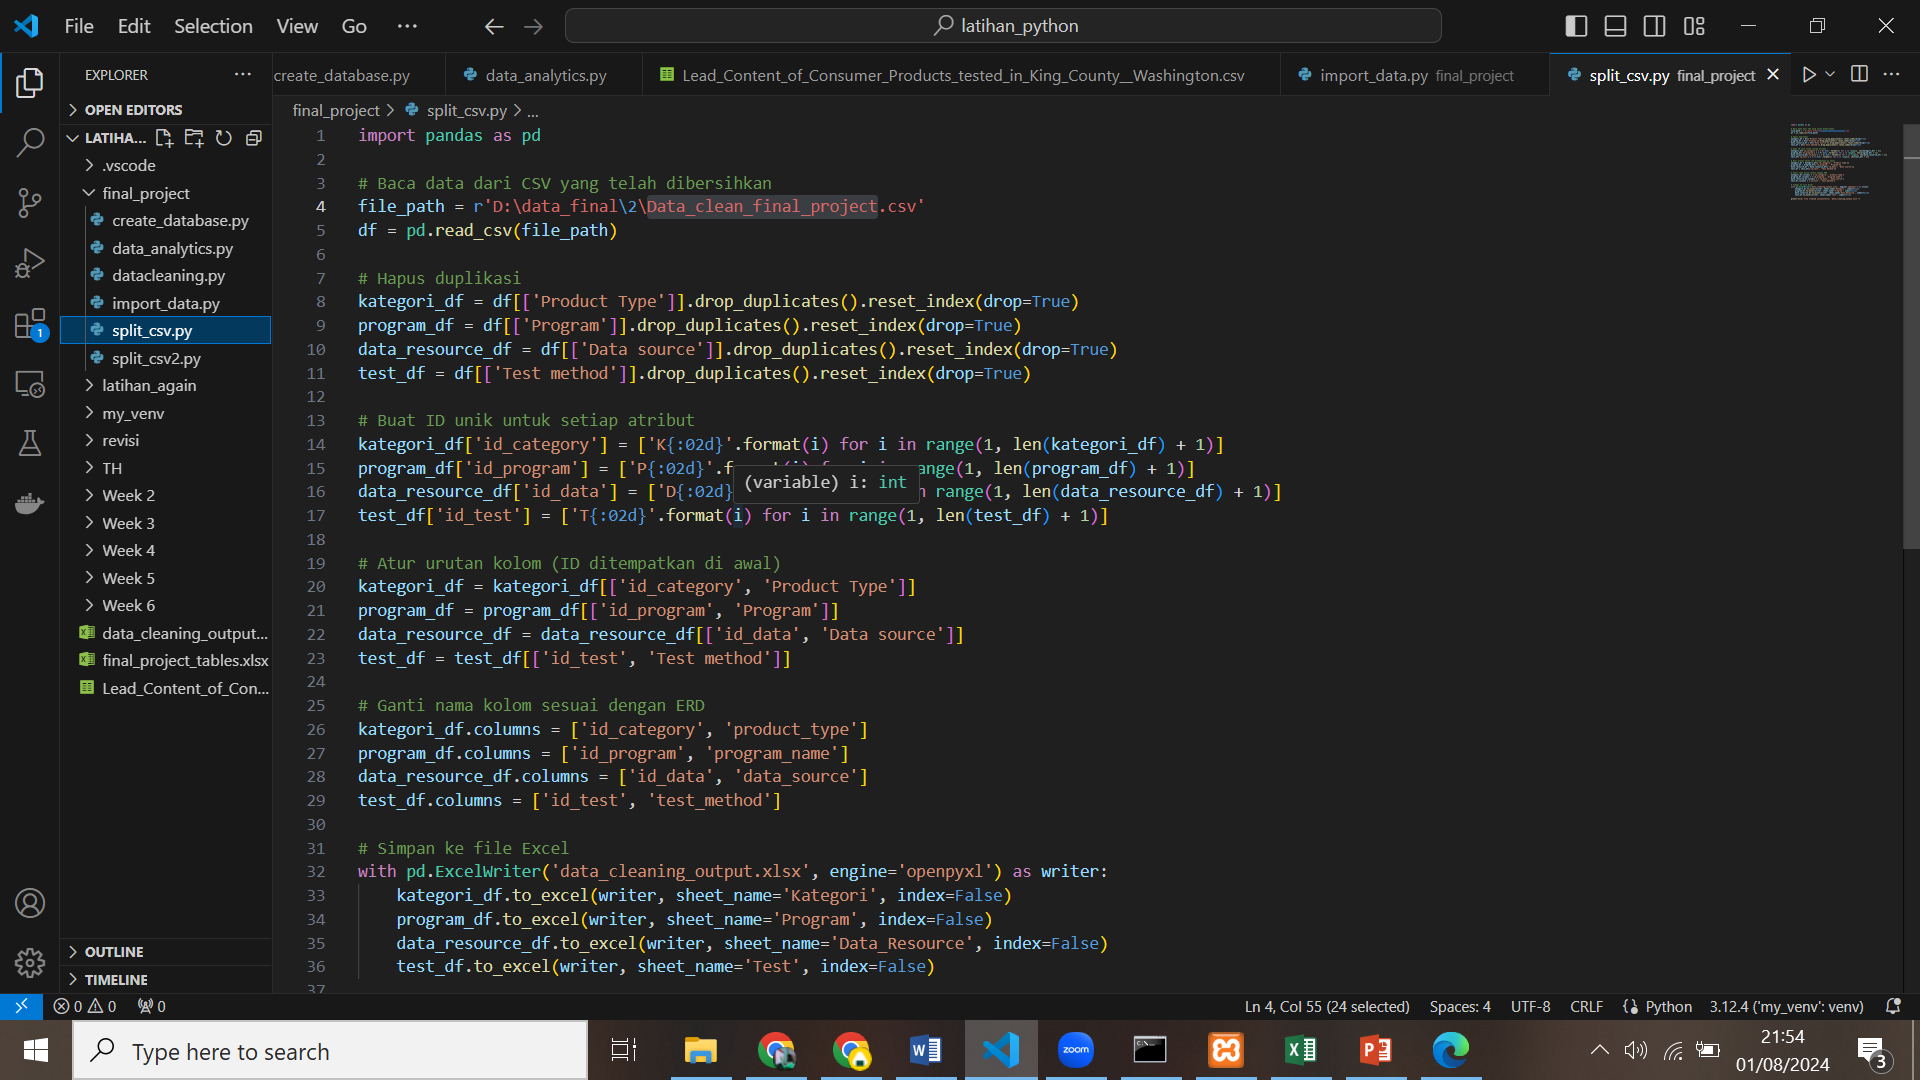 File Edit Selection View Go ··· latihan_python
EXPLORER ···
OPEN EDITORS
LATIHA...
.vscode
final_project
create_database.py
data_analytics.py
datacleaning.py
import_data.py
split_csv.py
split_csv2.py
latihan_again
my_venv
revisi
TH
Week 2
Week 3
Week 4
Week 5
Week 6
data_cleaning_output...
final_project_tables.xlsx
Lead_Content_of_Con...
OUTLINE
TIMELINE
1
create_database.py data_analytics.py Lead_Content_of_Consumer_Products_tested_in_King_County__Washington.csv import_data.py final_project split_csv.py final_project
final_project > split_csv.py > ...
1 import pandas as pd
2
3 # Baca data dari CSV yang telah dibersihkan
4 file_path = r'D:\data_final\2\Data_clean_final_project.csv'
5 df = pd.read_csv(file_path)
6
7 # Hapus duplikasi
8 kategori_df = df[['Product Type']].drop_duplicates().reset_index(drop=True)
9 program_df = df[['Program']].drop_duplicates().reset_index(drop=True)
10 data_resource_df = df[['Data source']].drop_duplicates().reset_index(drop=True)
11 test_df = df[['Test method']].drop_duplicates().reset_index(drop=True)
12
13 # Buat ID unik untuk setiap atribut
14 kategori_df['id_category'] = ['K{:02d}'.format(i) for i in range(1, len(kategori_df) + 1)]
15 program_df['id_program'] = ['P{:02d}'.f ange(1, len(program_df) + 1)]
(variable) i: int
16 data_resource_df['id_data'] = ['D{:02d} n range(1, len(data_resource_df) + 1)]
17 test_df['id_test'] = ['T{:02d}'.format(i) for i in range(1, len(test_df) + 1)]
18
19 # Atur urutan kolom (ID ditempatkan di awal)
20 kategori_df = kategori_df[['id_category', 'Product Type']]
21 program_df = program_df[['id_program', 'Program']]
22 data_resource_df = data_resource_df[['id_data', 'Data source']]
23 test_df = test_df[['id_test', 'Test method']]
24
25 # Ganti nama kolom sesuai dengan ERD
26 kategori_df.columns = ['id_category', 'product_type']
27 program_df.columns = ['id_program', 'program_name']
28 data_resource_df.columns = ['id_data', 'data_source']
29 test_df.columns = ['id_test', 'test_method']
30
31 # Simpan ke file Excel
32 with pd.ExcelWriter('data_cleaning_output.xlsx', engine='openpyxl') as writer:
33 kategori_df.to_excel(writer, sheet_name='Kategori', index=False)
34 program_df.to_excel(writer, sheet_name='Program', index=False)
35 data_resource_df.to_excel(writer, sheet_name='Data_Resource', index=False)
36 test_df.to_excel(writer, sheet_name='Test', index=False)
37
0 0 0 Ln 4, Col 55 (24 selected) Spaces: 4 UTF-8 CRLF Python 3.12.4 ('my_venv': venv)
Type here to search zoom 21:54
01/08/2024
3